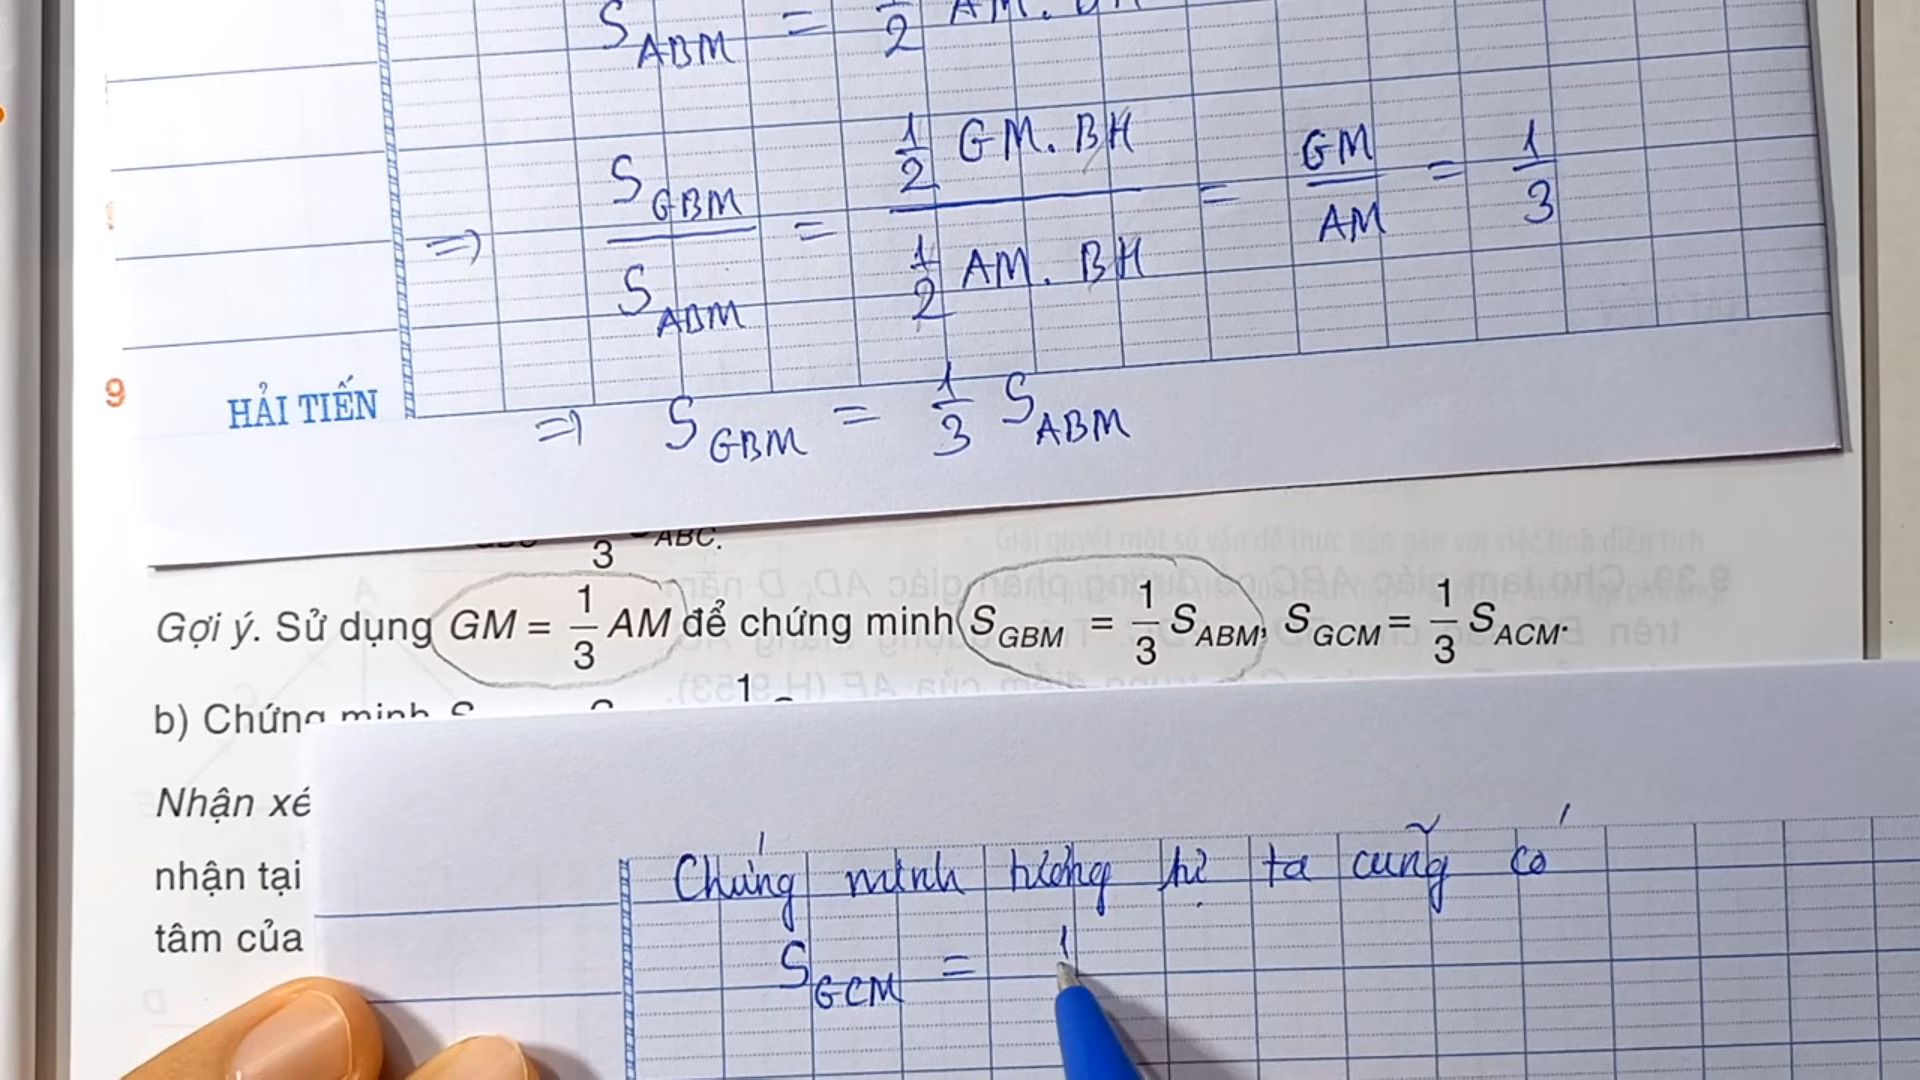 S_ABM = 1/2 AM. BH
=> S_GBM / S_ABM = (1/2 GM. BH) / (1/2 AM. BH) = GM / AM = 1/3
9
HẢI TIẾN
=> S_GBM = 1/3 S_ABM
3 ABC.
Gợi ý. Sử dụng GM = 1/3 AM để chứng minh S_GBM = 1/3 S_ABM, S_GCM = 1/3 S_ACM.
b) Chứng minh S 1
Nhận xé
nhận tại
tâm của
Chứng minh tương tự ta cũng có
S_GCM = 1